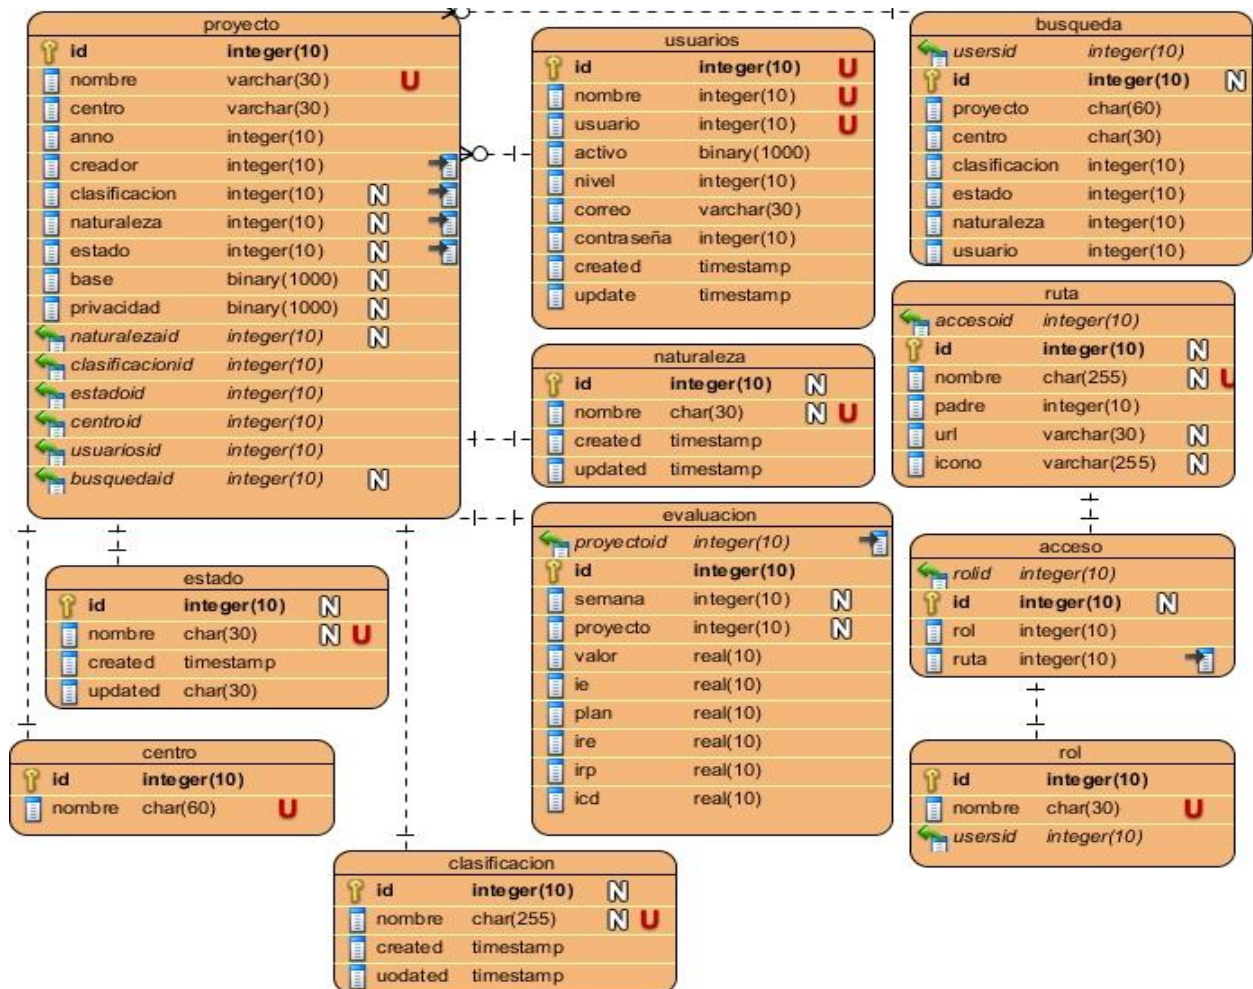 proyecto
id integer(10)
nombre varchar(30) U
centro varchar(30)
anno integer(10)
creador integer(10)
clasificacion integer(10) N
naturaleza integer(10) N
estado integer(10) N
base binary(1000) N
privacidad binary(1000) N
naturalezaid integer(10) N
clasificacionid integer(10)
estadoid integer(10)
centroid integer(10)
usuariosid integer(10)
busquedaid integer(10) N
usuarios
id integer(10) U
nombre integer(10) U
usuario integer(10) U
activo binary(1000)
nivel integer(10)
correo varchar(30)
contraseña integer(10)
created timestamp
update timestamp
busqueda
usersid integer(10)
id integer(10) N
proyecto char(60)
centro char(30)
clasificacion integer(10)
estado integer(10)
naturaleza integer(10)
usuario integer(10)
naturaleza
id integer(10) N
nombre char(30) N U
created timestamp
updated timestamp
ruta
accesoid integer(10)
id integer(10) N
nombre char(255) N U
padre integer(10)
url varchar(30) N
icono varchar(255) N
evaluacion
proyectoid integer(10)
id integer(10)
semana integer(10) N
proyecto integer(10) N
valor real(10)
ie real(10)
plan real(10)
ire real(10)
irp real(10)
icd real(10)
acceso
rolid integer(10)
id integer(10) N
rol integer(10)
ruta integer(10)
estado
id integer(10) N
nombre char(30) N U
created timestamp
updated char(30)
centro
id integer(10)
nombre char(60) U
rol
id integer(10)
nombre char(30) U
usersid integer(10)
clasificacion
id integer(10) N
nombre char(255) N U
created timestamp
uodated timestamp